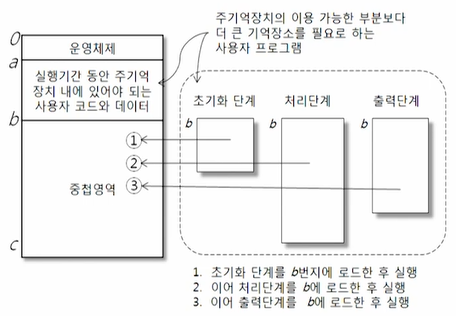 주기억장치의 이용 가능한 부분보다
더 큰 기억장소를 필요로 하는
사용자 프로그램
0
운영체제
a
실행기간 동안 주기억
장치 내에 있어야 되는
사용자 코드와 데이터
b
중첩영역
c
①
②
③
초기화 단계
처리단계
출력단계
b
b
b
1. 초기화 단계를 b번지에 로드한 후 실행
2. 이어 처리단계를 b에 로드한 후 실행
3. 이어 출력단계를 b에 로드한 후 실행